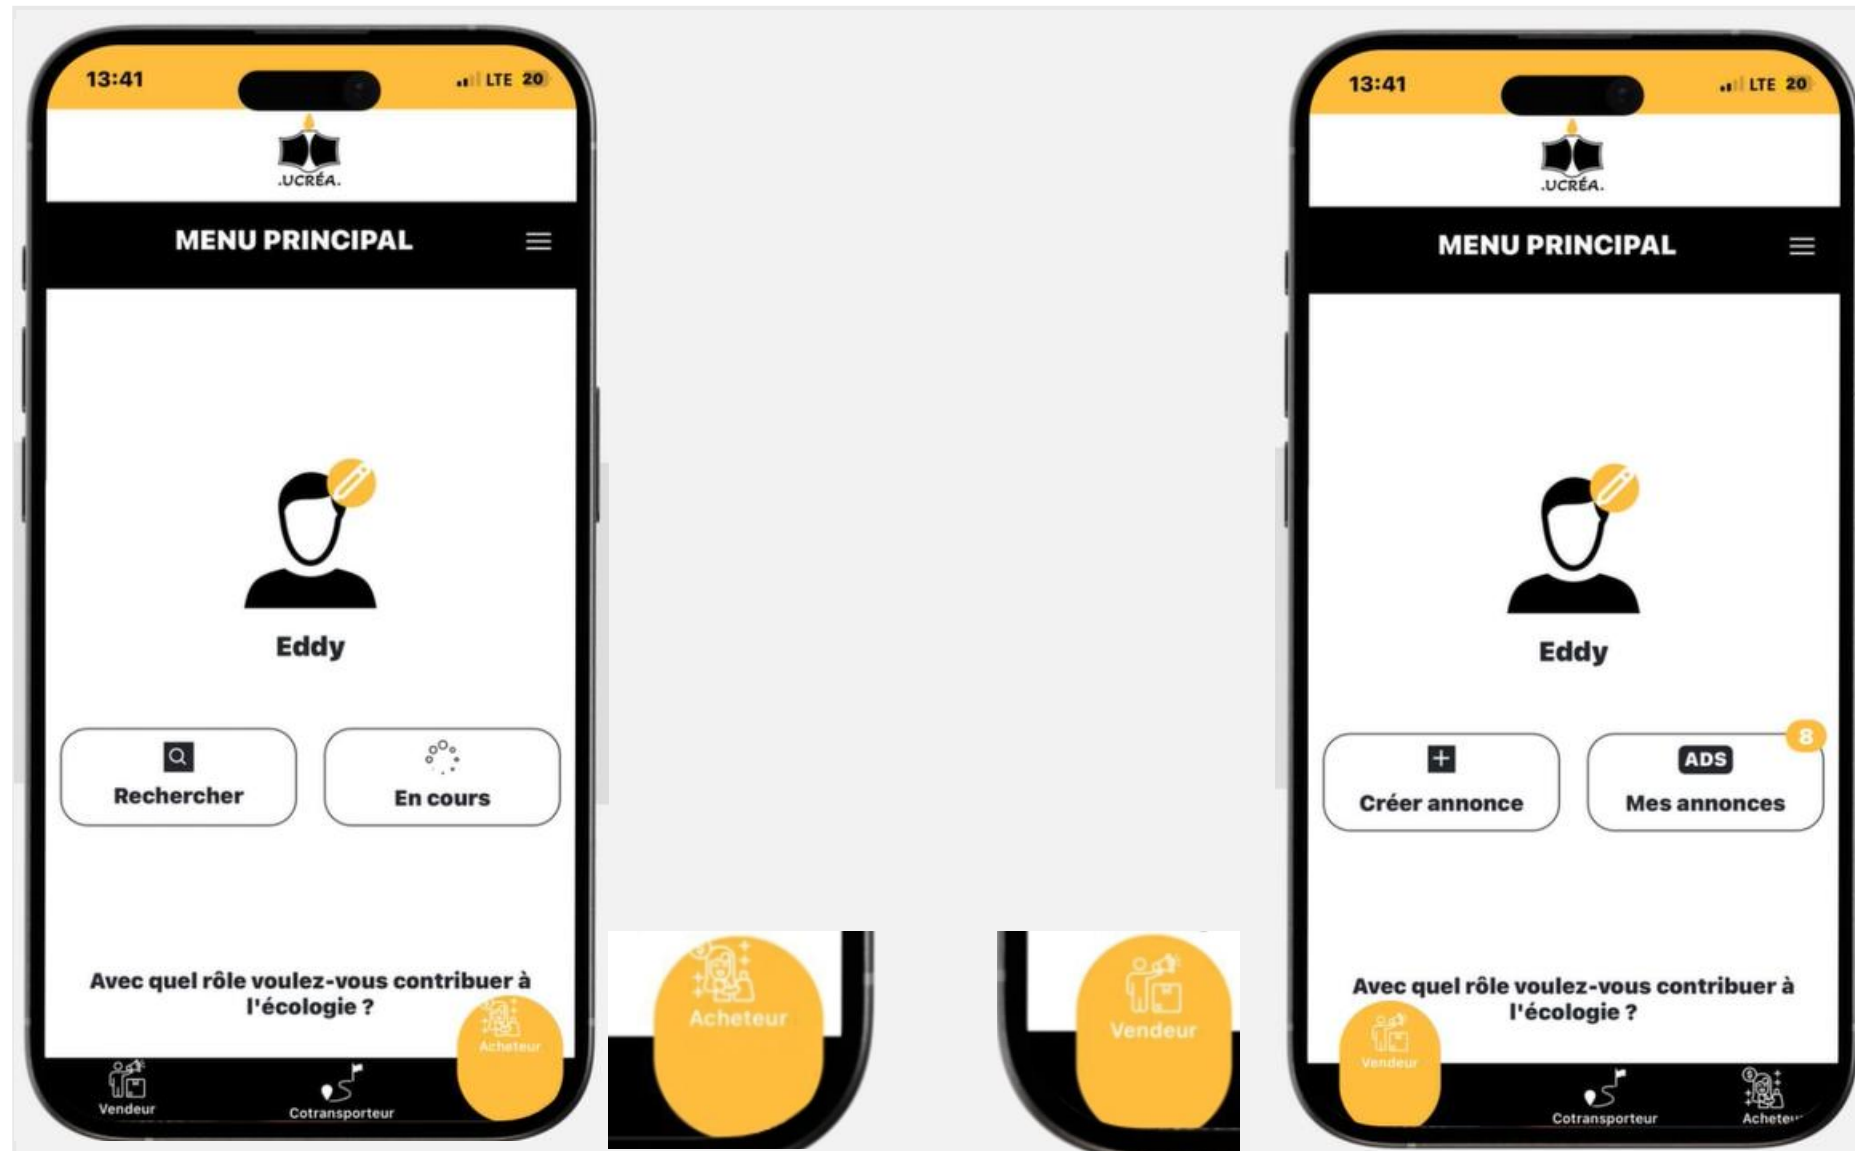 13:41
LTE 20
.UCRÉA.
MENU PRINCIPAL
Eddy
Rechercher
En cours
Avec quel rôle voulez-vous contribuer à
l'écologie ?
Acheteur
Vendeur
Cotransporteur
Acheteur
Vendeur
13:41
LTE 20
.UCRÉA.
MENU PRINCIPAL
Eddy
8
ADS
Créer annonce
Mes annonces
Avec quel rôle voulez-vous contribuer à
l'écologie ?
Vendeur
Cotransporteur
Acheteur